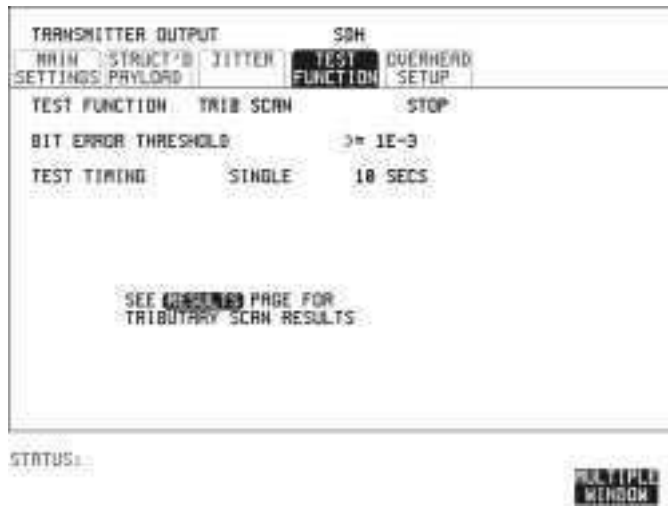 TRANSMITTER OUTPUT SDH
MAIN SETTINGS STRUCT'D PAYLOAD JITTER TEST FUNCTION OVERHEAD SETUP
TEST FUNCTION TRIB SCAN STOP
BIT ERROR THRESHOLD >= 1E-3
TEST TIMING SINGLE 10 SECS
SEE RESULTS PAGE FOR
TRIBUTARY SCAN RESULTS
STATUS:
MULTIPLE
WINDOW